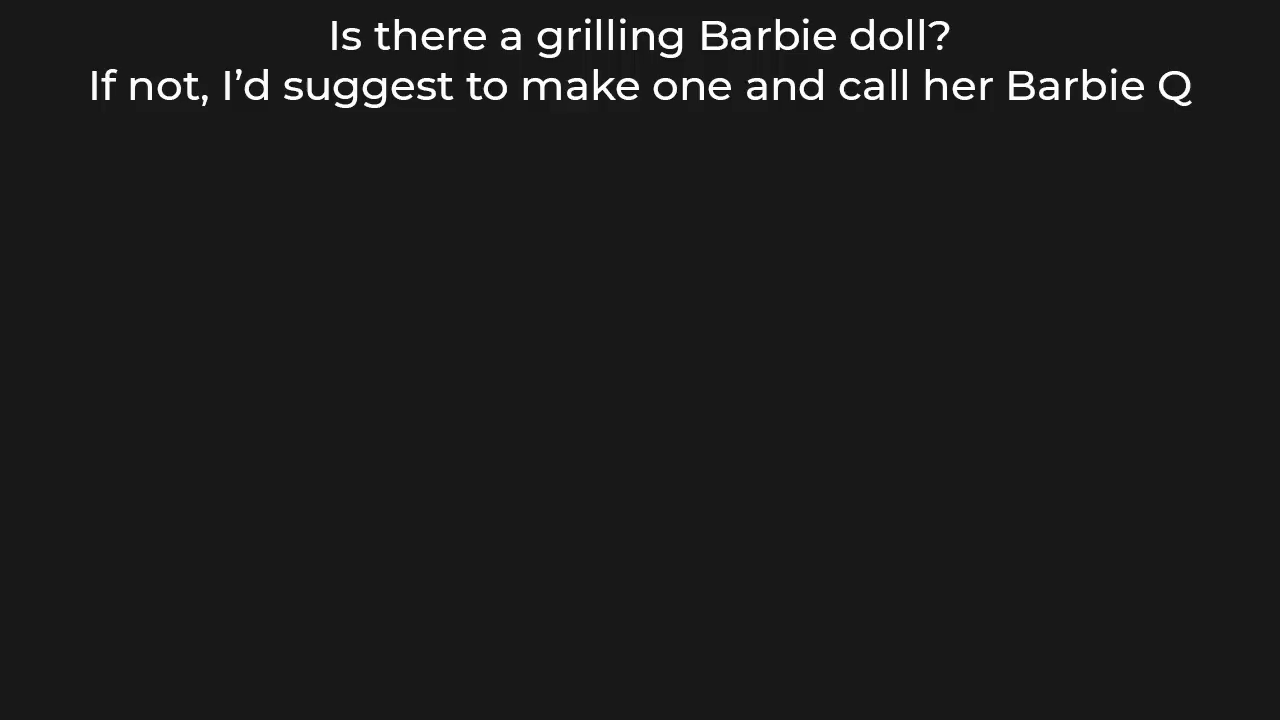 Is there a grilling Barbie doll?
If not, I’d suggest to make one and call her Barbie Q